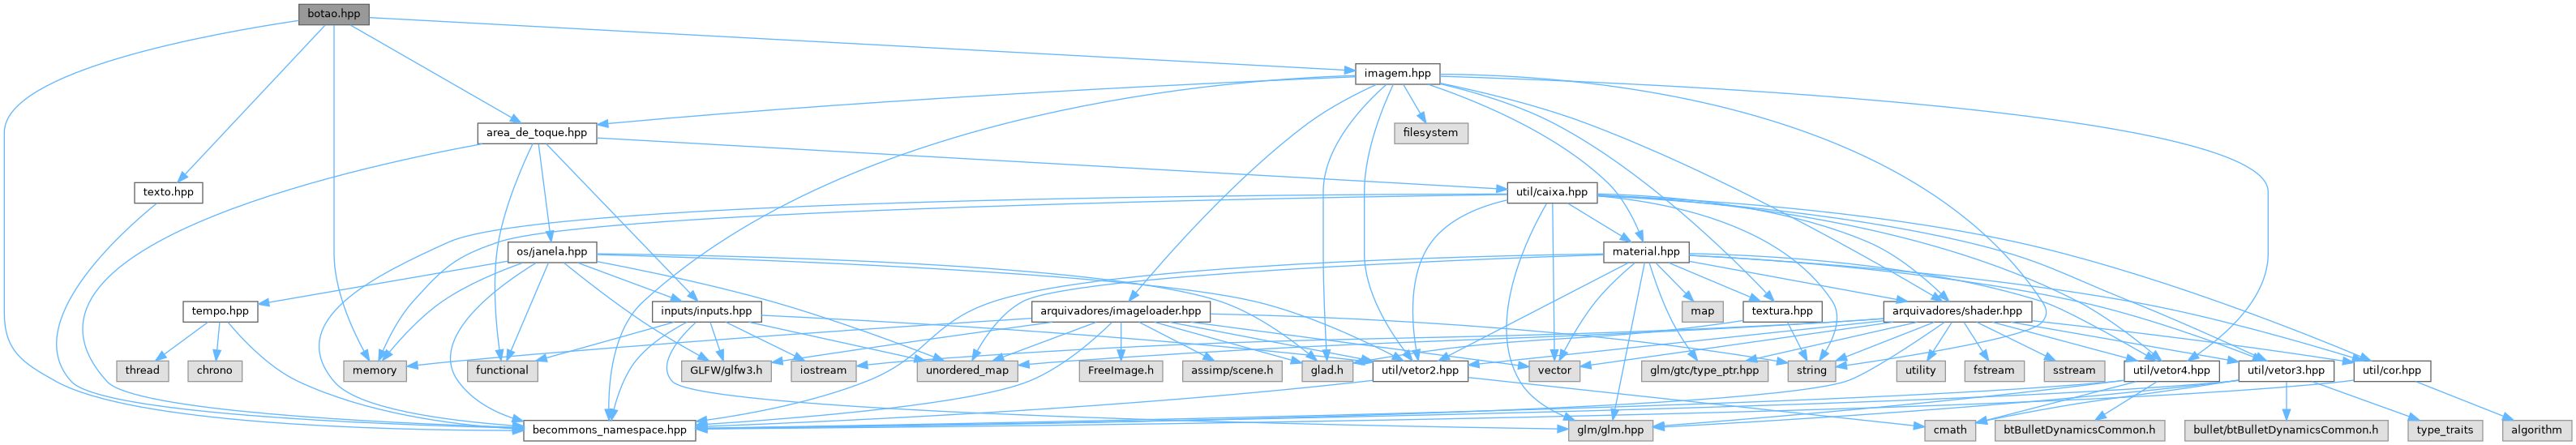 botao.hpp
imagem.hpp
area_de_toque.hpp
filesystem
texto.hpp
util/caixa.hpp
os/janela.hpp
material.hpp
tempo.hpp
inputs/inputs.hpp
arquivadores/imageloader.hpp
map
textura.hpp
arquivadores/shader.hpp
thread
chrono
memory
functional
GLFW/glfw3.h
iostream
unordered_map
FreeImage.h
assimp/scene.h
glad.h
util/vetor2.hpp
vector
glm/gtc/type_ptr.hpp
string
utility
fstream
sstream
util/vetor4.hpp
util/vetor3.hpp
util/cor.hpp
becommons_namespace.hpp
glm/glm.hpp
cmath
btBulletDynamicsCommon.h
bullet/btBulletDynamicsCommon.h
type_traits
algorithm